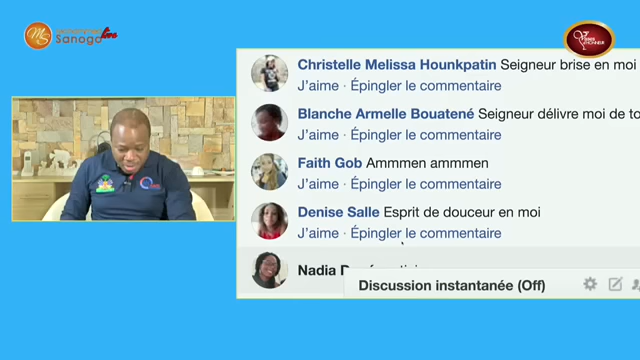 Sanogo
live
Christelle Melissa Hounkpatin Seigneur brise en moi
J'aime · Épingler le commentaire
Blanche Armelle Bouatené Seigneur délivre moi de to
J'aime · Épingler le commentaire
Faith Gob Ammmen ammmen
J'aime · Épingler le commentaire
Denise Salle Esprit de douceur en moi
J'aime · Épingler le commentaire
Nadia
Discussion instantanée (Off)